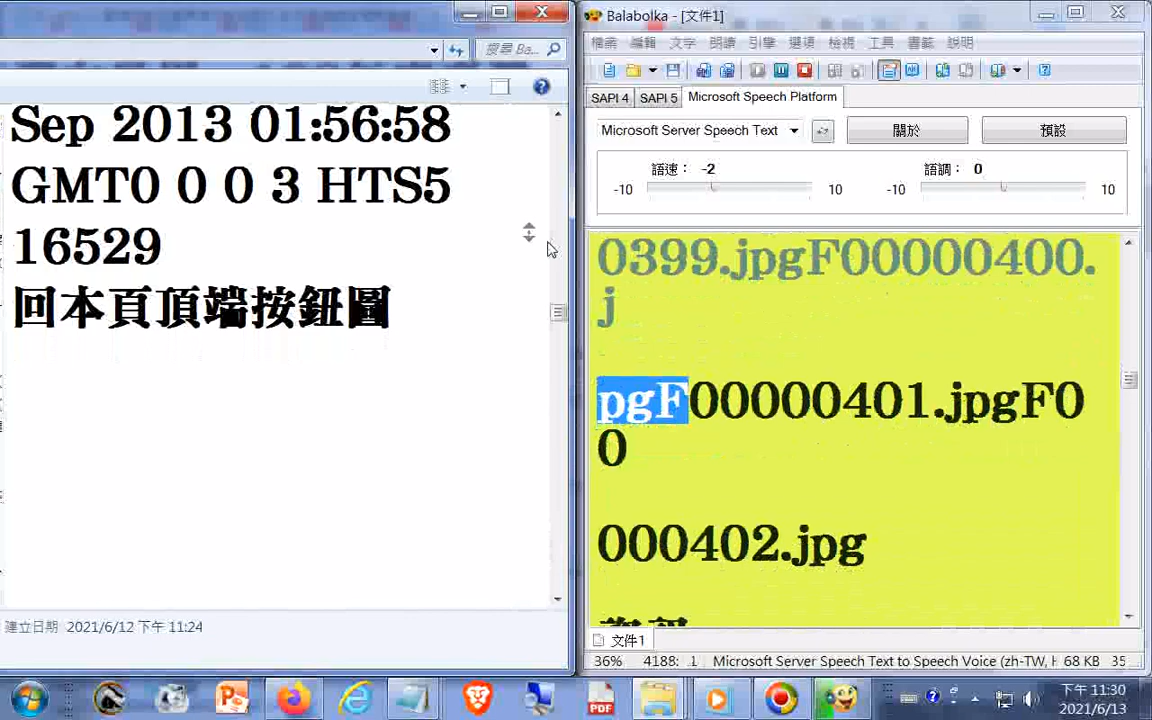 搜尋 Ba...
Sep 2013 01:56:58
GMT0 0 0 3 HTS5
16529
回本頁頂端按鈕圖
建立日期 2021/6/12 下午 11:24
Balabolka - [文件1]
檔案 編輯 文字 朗讀 引擎 選項 檢視 工具 書籤 說明
SAPI 4 SAPI 5 Microsoft Speech Platform
Microsoft Server Speech Text 關於 預設
語速： -2 語調： 0
-10 10 -10 10
0399.jpgF00000400.
j
pgF00000401.jpgF0
0
000402.jpg
文件1
36% 4188: 1 Microsoft Server Speech Text to Speech Voice (zh-TW, H 68 KB 35
PDF
下午 11:30
2021/6/13